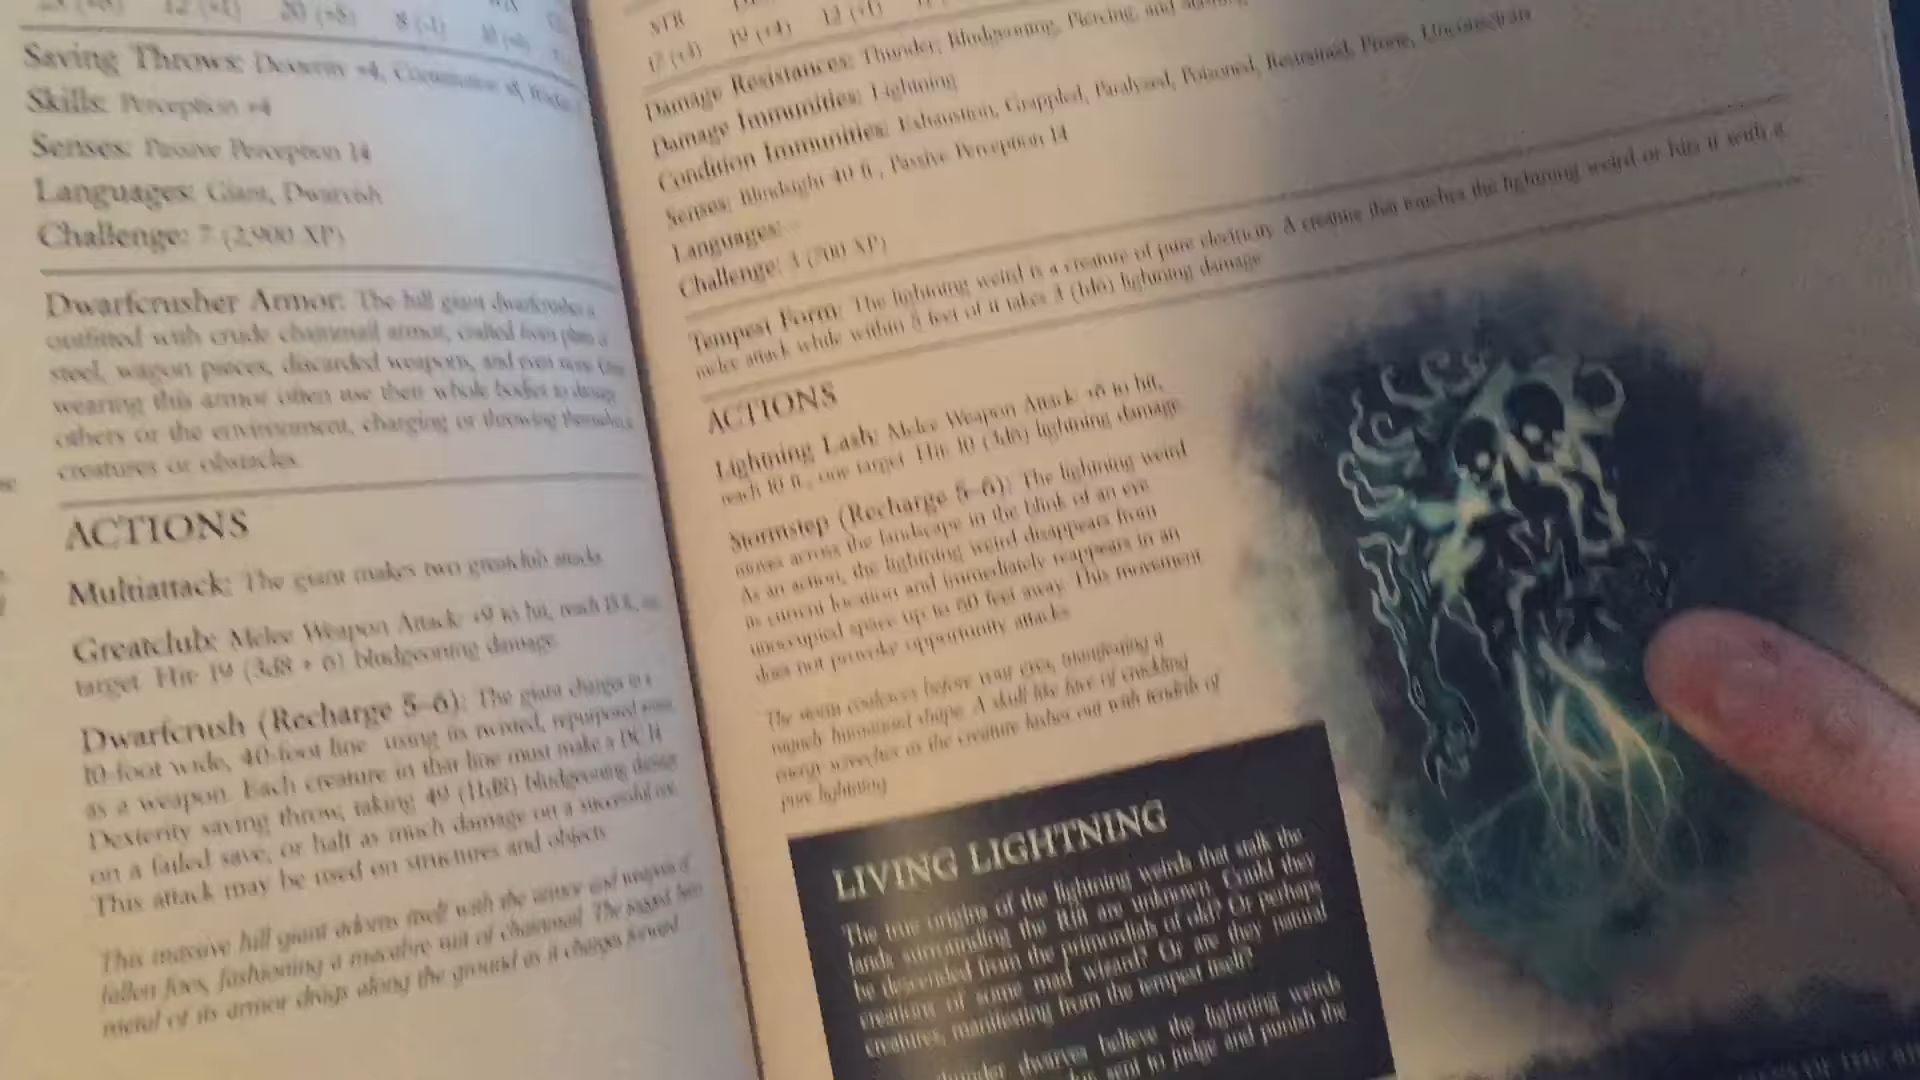 12 (+1) 20 (+5) 8 (-1)
Saving Throws: Dexterity +4, Constitution
Skills: Perception +4
Senses: Passive Perception 14
Languages: Giant, Dwarvish
Challenge: 7 (2,900 XP)
Dwarfcrusher Armor: The hill giant dwarfcrusher is
outfitted with crude chainmail armor, crafted from plates of
steel, wagon pieces, discarded weapons, and even
wearing this armor often use their whole bodies to
others or the environment, charging or throwing themselves
creatures or obstacles.
ACTIONS
Multiattack: The giant makes two greatclub attacks.
Greatclub: Melee Weapon Attack: +9 to hit, reach 15 ft.,
target. Hit: 19 (3d8 + 6) bludgeoning damage.
Dwarfcrush (Recharge 5–6): The giant charges in a
10-foot wide, 40-foot line using its twisted, repurposed
as a weapon. Each creature in that line must make a DC 14
Dexterity saving throw, taking 49 (11d8) bludgeoning damage
on a failed save, or half as much damage on a successful one.
This attack may be used on structures and objects.
This massive hill giant adorns itself with the armor and weapons of
fallen foes, fashioning a macabre suit of chainmail. The jagged
metal of its armor drags along the ground as it charges forward.
STR
17 (+3) 19 (+4) 13 (+1)
Damage Resistances: Thunder; Bludgeoning, Piercing, and
Damage Immunities: Lightning
Condition Immunities: Exhaustion, Grappled, Paralyzed, Poisoned, Restrained, Prone, Unconscious
Senses: Blindsight 40 ft., Passive Perception 14
Languages: -
Challenge: 3 (700 XP)
Tempest Form: The lightning weird is a creature of pure electricity. A creature that touches the lightning weird or hits it with a
melee attack while within 5 feet of it takes 3 (1d6) lightning damage.
ACTIONS
Lightning Lash: Melee Weapon Attack: +6 to hit,
reach 10 ft., one target. Hit: 10 (3d6) lightning damage.
Stormstep (Recharge 5–6): The lightning weird
moves across the landscape in the blink of an eye.
As an action, the lightning weird disappears from
its current location and immediately reappears in an
unoccupied space up to 60 feet away. This movement
does not provoke opportunity attacks.
The storm coalesces before your eyes, manifesting a
vaguely humanoid shape. A skull-like face of crackling
energy screeches as the creature lashes out with tendrils of
pure lightning.
LIVING LIGHTNING
The true origins of the lightning weirds that stalk the
lands surrounding the Rift are unknown. Could they
be descended from the primordials of old? Or perhaps
creations of some mad wizard? Or are they natural
creatures, manifesting from the tempest itself?
thunder dwarves believe the lightning weirds
sent to judge and punish the
OF THE